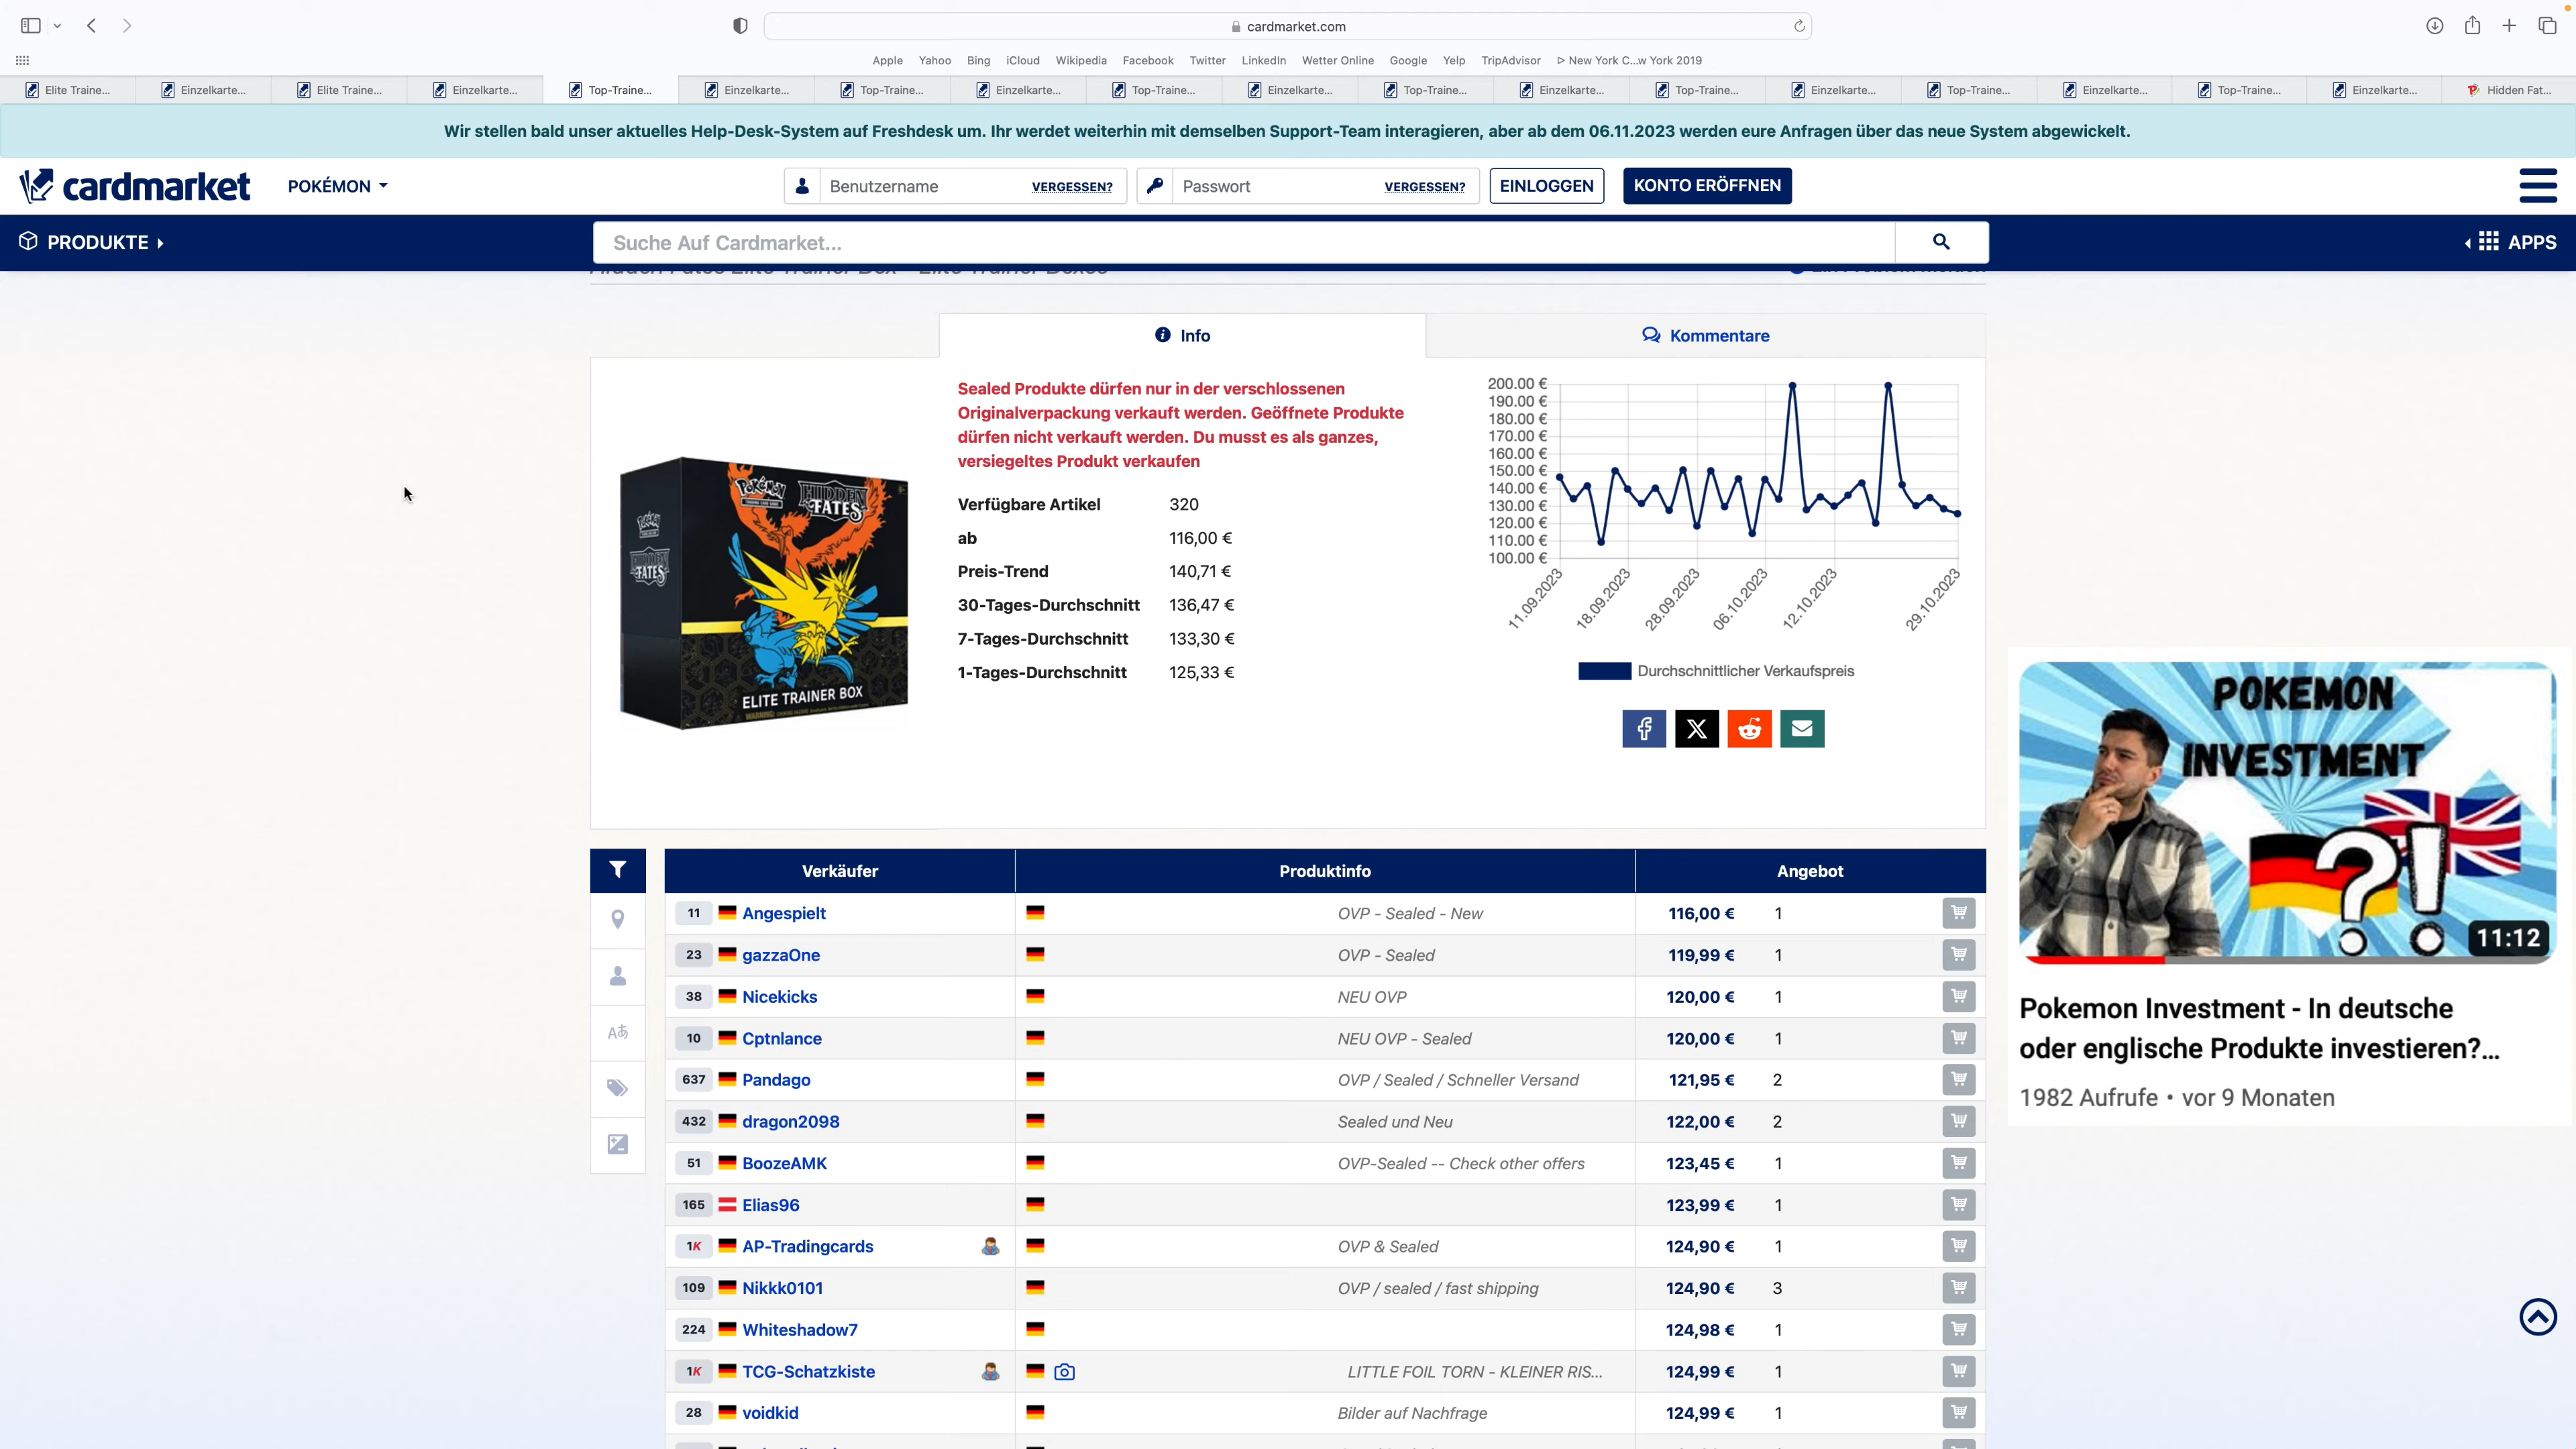 cardmarket.com
Apple Yahoo Bing iCloud Wikipedia Facebook Twitter LinkedIn Wetter Online Google Yelp TripAdvisor ᐅ New York C...w York 2019
Elite Traine... Einzelkarte... Elite Traine... Einzelkarte... Top-Traine... Einzelkarte... Top-Traine... Einzelkarte... Top-Traine... Einzelkarte... Top-Traine... Einzelkarte... Top-Traine... Einzelkarte... Top-Traine... Einzelkarte... Top-Traine... Einzelkarte... Hidden Fat...
Wir stellen bald unser aktuelles Help-Desk-System auf Freshdesk um. Ihr werdet weiterhin mit demselben Support-Team interagieren, aber ab dem 06.11.2023 werden eure Anfragen über das neue System abgewickelt.
cardmarket POKÉMON Benutzername VERGESSEN? Passwort VERGESSEN? EINLOGGEN KONTO ERÖFFNEN
PRODUKTE Suche Auf Cardmarket... APPS
Hidden Fates Elite Trainer Box - Elite Trainer Boxes
Info Kommentare
Sealed Produkte dürfen nur in der verschlossenen
Originalverpackung verkauft werden. Geöffnete Produkte
dürfen nicht verkauft werden. Du musst es als ganzes,
versiegeltes Produkt verkaufen
Verfügbare Artikel 320
ab 116,00 €
Preis-Trend 140,71 €
30-Tages-Durchschnitt 136,47 €
7-Tages-Durchschnitt 133,30 €
1-Tages-Durchschnitt 125,33 €
POKÉMON
HIDDEN FATES
HIDDEN FATES
ELITE TRAINER BOX
200.00 €
190.00 €
180.00 €
170.00 €
160.00 €
150.00 €
140.00 €
130.00 €
120.00 €
110.00 €
100.00 €
11.09.2023 18.09.2023 28.09.2023 06.10.2023 12.10.2023 29.10.2023
Durchschnittlicher Verkaufspreis
Verkäufer Produktinfo Angebot
11 Angespielt OVP - Sealed - New 116,00 € 1
23 gazzaOne OVP - Sealed 119,99 € 1
38 Nicekicks NEU OVP 120,00 € 1
10 Cptnlance NEU OVP - Sealed 120,00 € 1
637 Pandago OVP / Sealed / Schneller Versand 121,95 € 2
432 dragon2098 Sealed und Neu 122,00 € 2
51 BoozeAMK OVP-Sealed -- Check other offers 123,45 € 1
165 Elias96 123,99 € 1
1K AP-Tradingcards OVP & Sealed 124,90 € 1
109 Nikkk0101 OVP / sealed / fast shipping 124,90 € 3
224 Whiteshadow7 124,98 € 1
1K TCG-Schatzkiste LITTLE FOIL TORN - KLEINER RIS... 124,99 € 1
28 voidkid Bilder auf Nachfrage 124,99 € 1
POKEMON
INVESTMENT
?!
11:12
Pokemon Investment - In deutsche
oder englische Produkte investieren?...
1982 Aufrufe • vor 9 Monaten